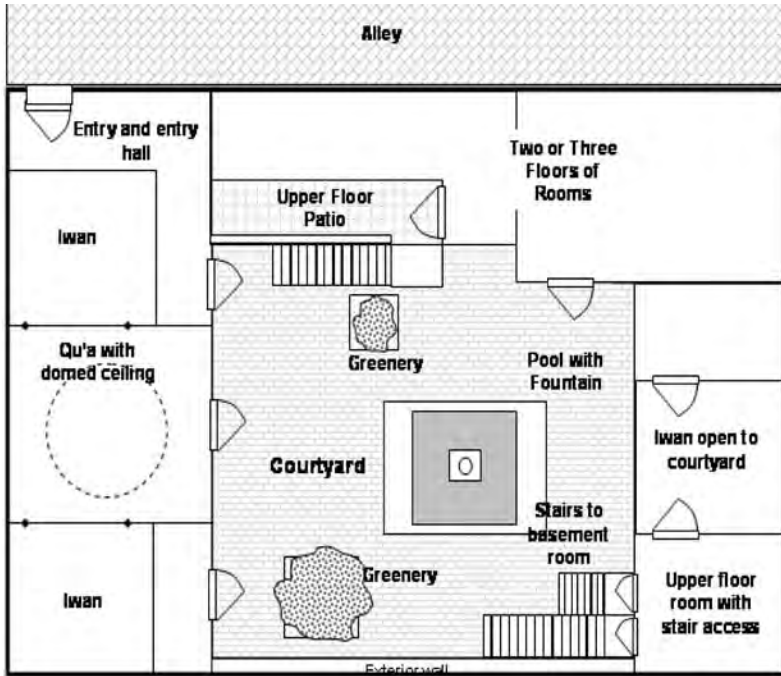 Alley
Entry and entry
hall
Two or Three
Floors of
Rooms
Upper Floor
Patio
Iwan
Qu'a with
domed ceiling
Greenery
Pool with
Fountain
Iwan open to
courtyard
Courtyard
Stairs to
basement
room
Greenery
Iwan
Upper floor
room with
stair access
Exterior wall